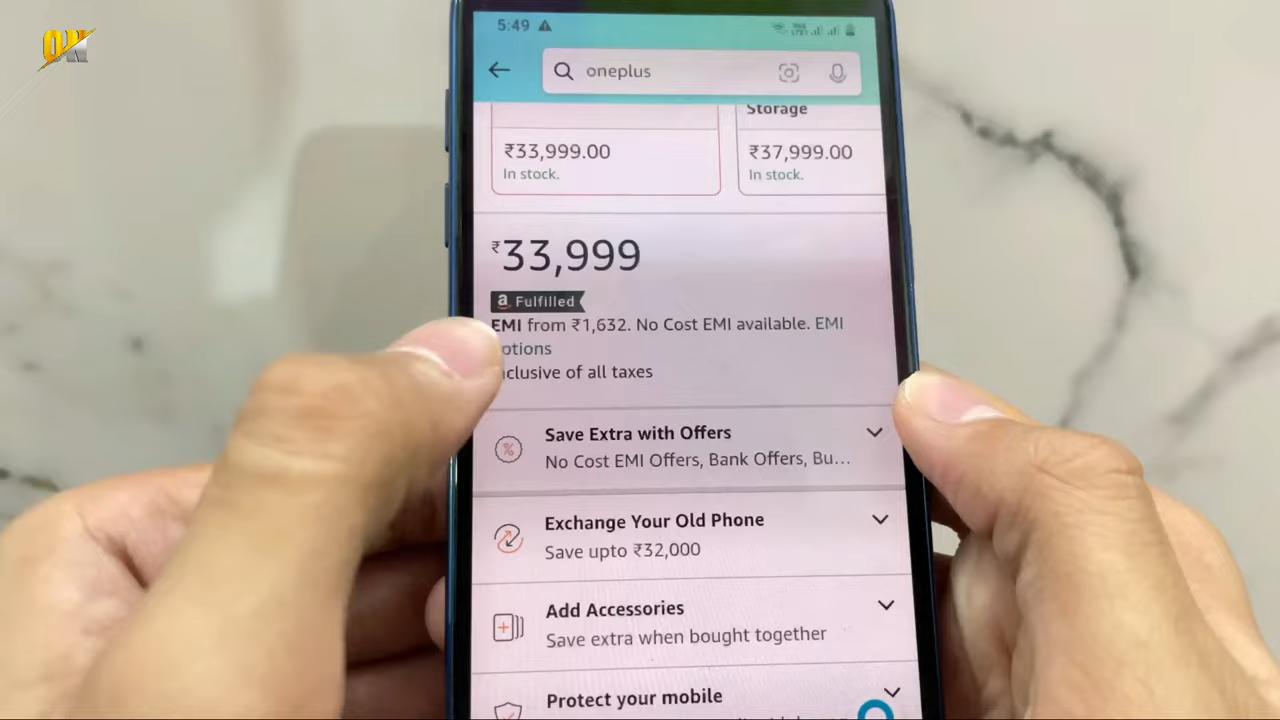 ON
5:49
oneplus
Storage
₹33,999.00
₹37,999.00
In stock.
In stock.
₹33,999
a Fulfilled
EMI from ₹1,632. No Cost EMI available. EMI
ptions
clusive of all taxes
Save Extra with Offers
No Cost EMI Offers, Bank Offers, Bu...
Exchange Your Old Phone
Save upto ₹32,000
Add Accessories
Save extra when bought together
Protect your mobile